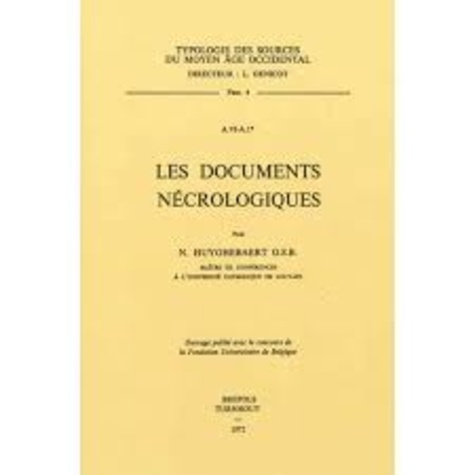 TYPOLOGIE DES SOURCES
DU MOYEN ÂGE OCCIDENTAL
DIRECTEUR : L. GENICOT
Fasc. 4
A.VI-A.1*
LES DOCUMENTS
NÉCROLOGIQUES
PAR
N. HUYGHEBAERT O.S.B.
MAÎTRE DE CONFÉRENCES
À L'UNIVERSITÉ CATHOLIQUE DE LOUVAIN
Ouvrage publié avec le concours de
la Fondation Universitaire de Belgique
BREPOLS
TURNHOUT
1972